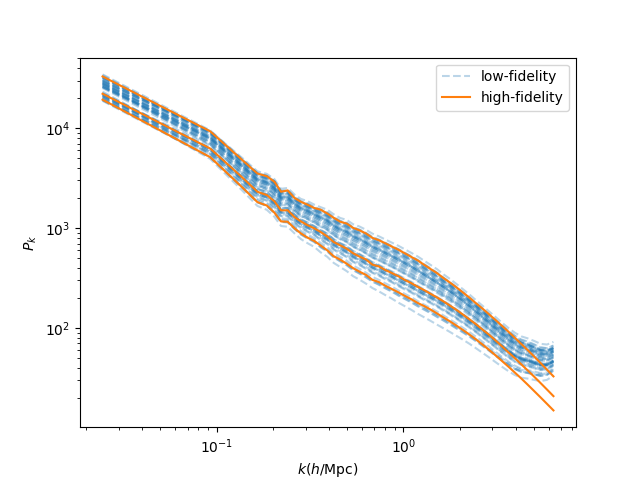 low-fidelity
high-fidelity
10⁴
10³
10²
P_k
10⁻¹
10⁰
k(h/Mpc)